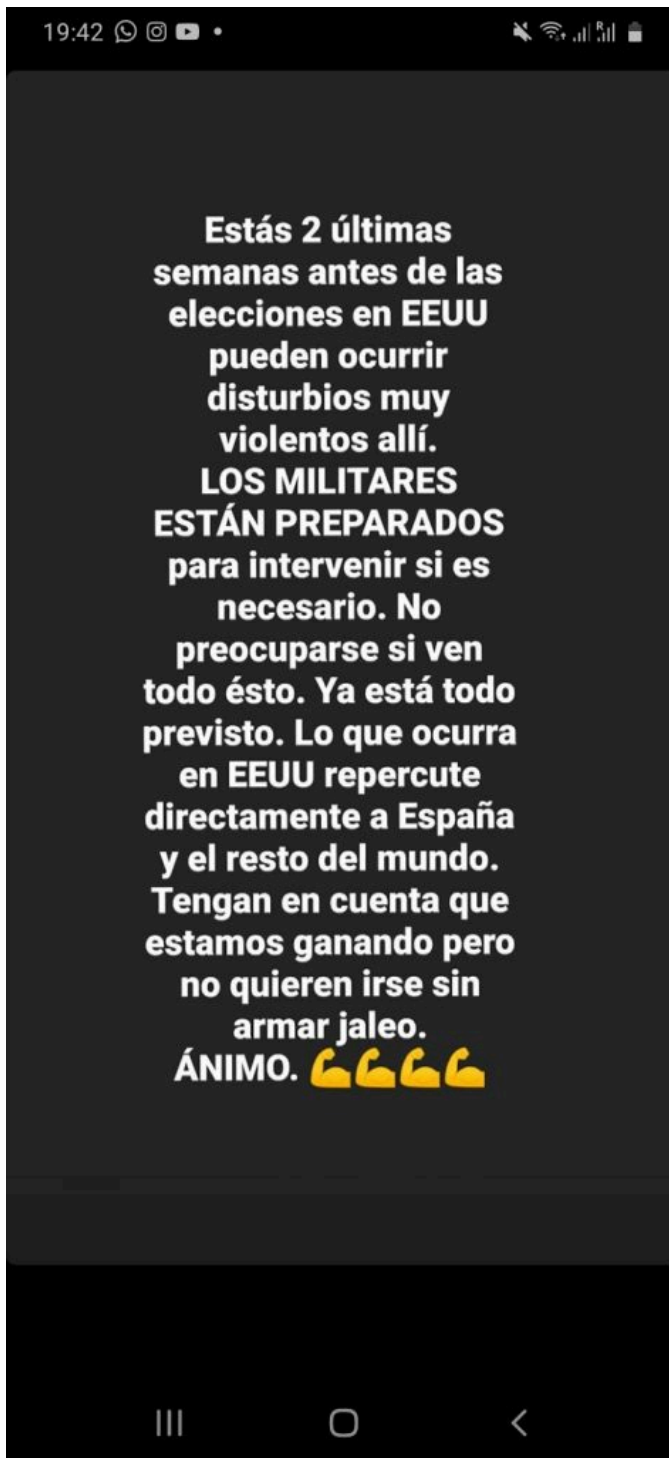 19:42
Estás 2 últimas
semanas antes de las
elecciones en EEUU
pueden ocurrir
disturbios muy
violentos allí.
LOS MILITARES
ESTÁN PREPARADOS
para intervenir si es
necesario. No
preocuparse si ven
todo ésto. Ya está todo
previsto. Lo que ocurra
en EEUU repercute
directamente a España
y el resto del mundo.
Tengan en cuenta que
estamos ganando pero
no quieren irse sin
armar jaleo.
ÁNIMO. 💪💪💪💪